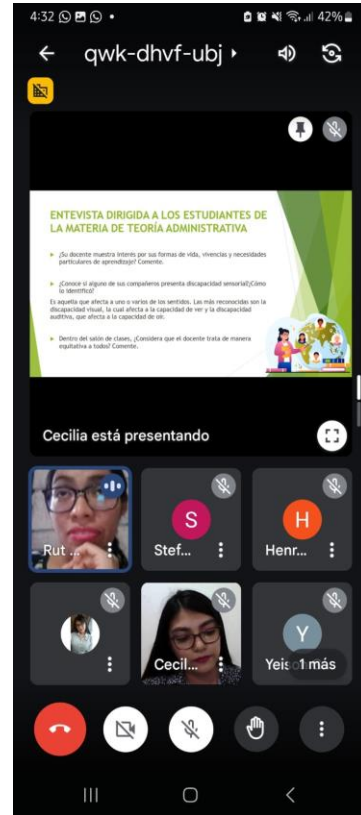 4:32
42%
qwk-dhvf-ubj
ENTEVISTA DIRIGIDA A LOS ESTUDIANTES DE
LA MATERIA DE TEORÍA ADMINISTRATIVA
¿Su docente muestra interés por sus formas de vida, vivencias y necesidades
particulares de aprendizaje? Comente.
¿Conoce si alguno de sus compañeros presenta discapacidad sensorial?¿Cómo
lo identificó?
Es aquella que afecta a uno o varios de los sentidos. Las más reconocidas son la
discapacidad visual, la cual afecta a la capacidad de ver y la discapacidad
auditiva, que afecta a la capacidad de oír.
Dentro del salón de clases, ¿Considera que el docente trata de manera
equitativa a todos? Comente.
Cecilia está presentando
Rut ...
S
Stef...
H
Henr...
Cecil...
Y
Yeiso
1 más